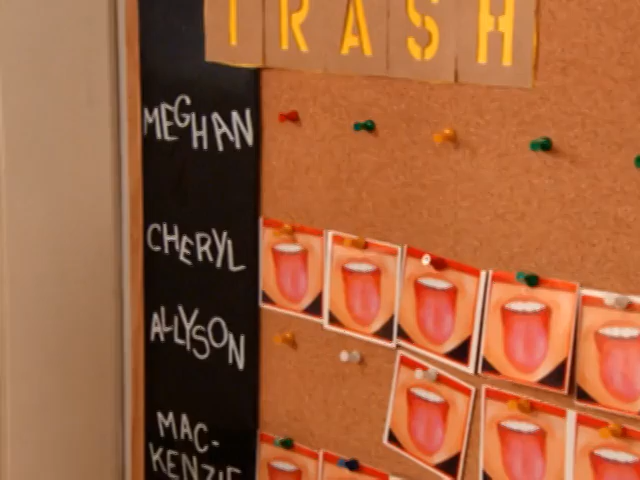 TRASH
MEGHAN
CHERYL
ALLYSON
MAC-
KENZIE